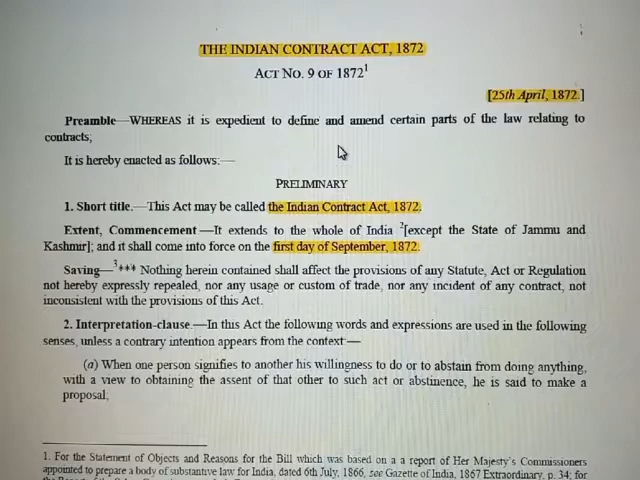 THE INDIAN CONTRACT ACT, 1872
ACT NO. 9 OF 1872¹
[25th April, 1872.]
Preamble—WHEREAS it is expedient to define and amend certain parts of the law relating to
contracts;
It is hereby enacted as follows:—
PRELIMINARY
1. Short title.—This Act may be called the Indian Contract Act, 1872.
Extent, Commencement—It extends to the whole of India ²[except the State of Jammu and
Kashmir]; and it shall come into force on the first day of September, 1872.
Saving—³*** Nothing herein contained shall affect the provisions of any Statute, Act or Regulation
not hereby expressly repealed, nor any usage or custom of trade, nor any incident of any contract, not
inconsistent with the provisions of this Act.
2. Interpretation-clause.—In this Act the following words and expressions are used in the following
senses, unless a contrary intention appears from the context:—
(a) When one person signifies to another his willingness to do or to abstain from doing anything,
with a view to obtaining the assent of that other to such act or abstinence, he is said to make a
proposal;
1. For the Statement of Objects and Reasons for the Bill which was based on a a report of Her Majesty's Commissioners
appointed to prepare a body of substantive law for India, dated 6th July, 1866, see Gazette of India, 1867 Extraordinary, p. 34; for